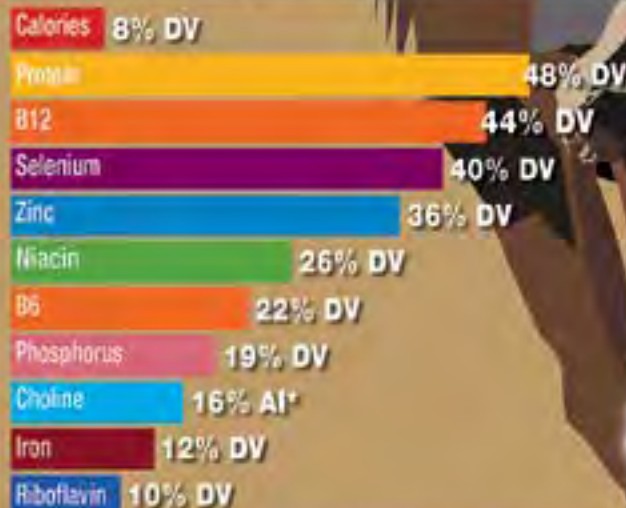 Calories 8% DV
Protein 48% DV
B12 44% DV
Selenium 40% DV
Zinc 36% DV
Niacin 26% DV
B6 22% DV
Phosphorus 19% DV
Choline 16% AI*
Iron 12% DV
Riboflavin 10% DV